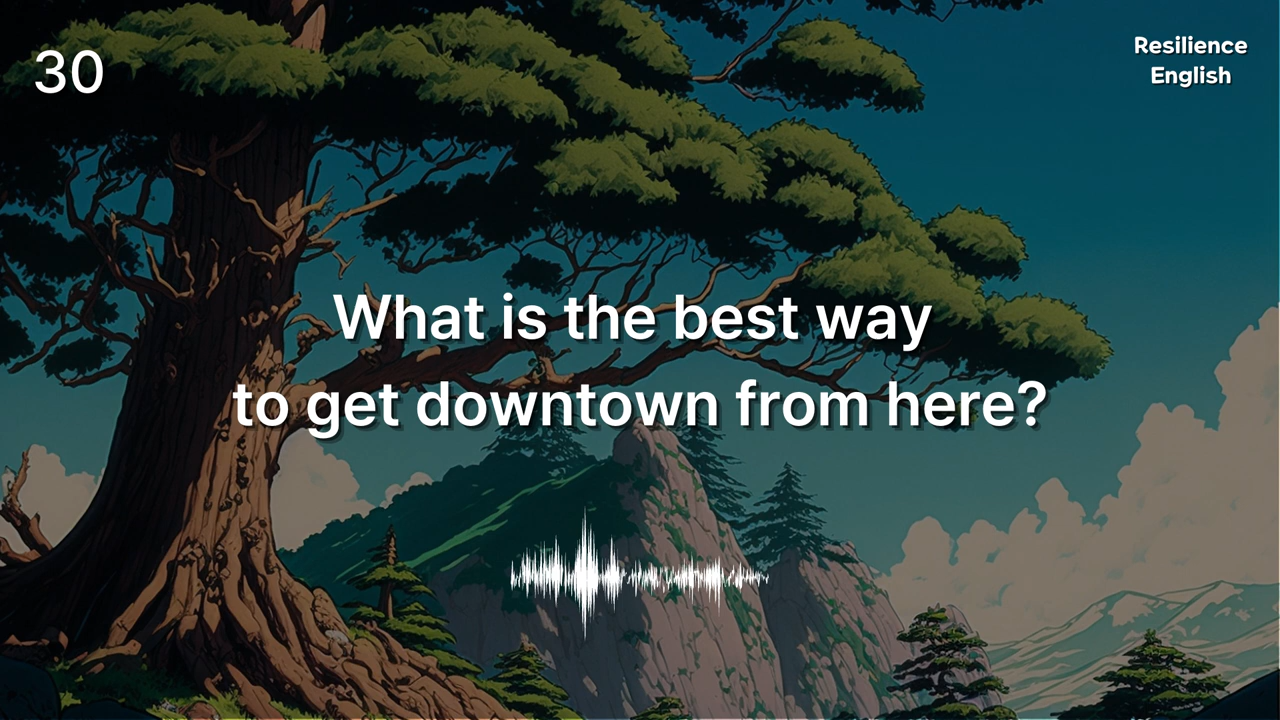 30
Resilience
English
What is the best way
to get downtown from here?